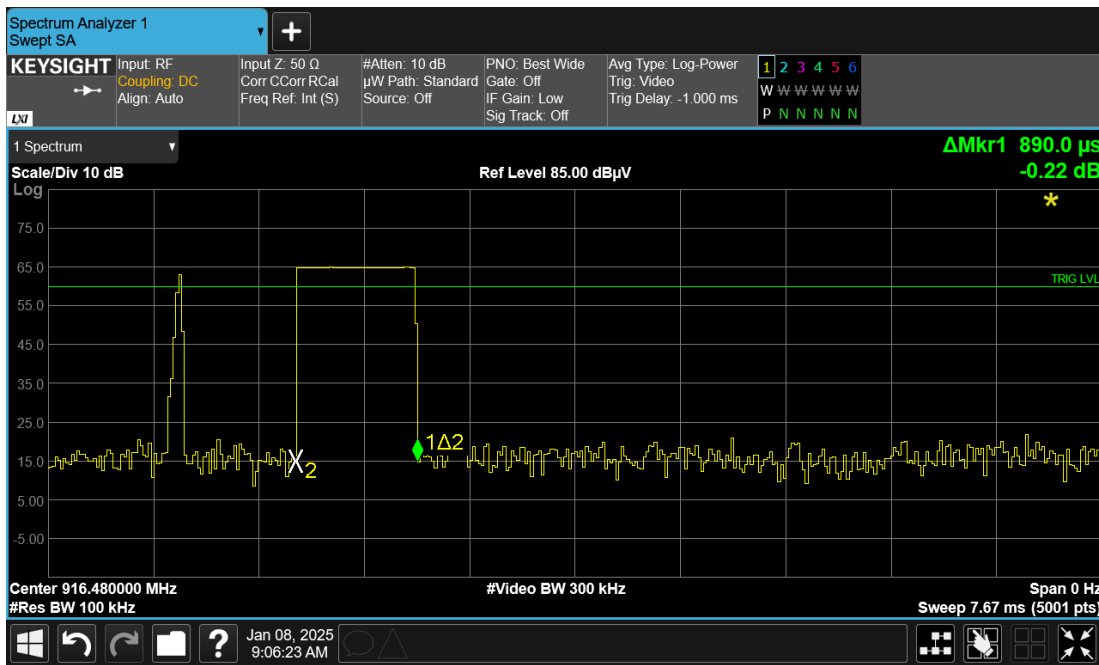 Spectrum Analyzer 1
Swept SA
+
KEYSIGHT
LXI
Input: RF
Coupling: DC
Align: Auto
Input Z: 50 Ω
Corr CCorr RCal
Freq Ref: Int (S)
#Atten: 10 dB
µW Path: Standard
Source: Off
PNO: Best Wide
Gate: Off
IF Gain: Low
Sig Track: Off
Avg Type: Log-Power
Trig: Video
Trig Delay: -1.000 ms
1 2 3 4 5 6
W W W W W W
P N N N N N
1 Spectrum
ΔMkr1 890.0 µs
-0.22 dB
Scale/Div 10 dB
Ref Level 85.00 dBµV
Log
*
75.0
65.0
TRIG LVL
55.0
45.0
35.0
25.0
1Δ2
15.0
X2
5.00
-5.00
Center 916.480000 MHz
#Video BW 300 kHz
Span 0 Hz
#Res BW 100 kHz
Sweep 7.67 ms (5001 pts)
?
Jan 08, 2025
9:06:23 AM